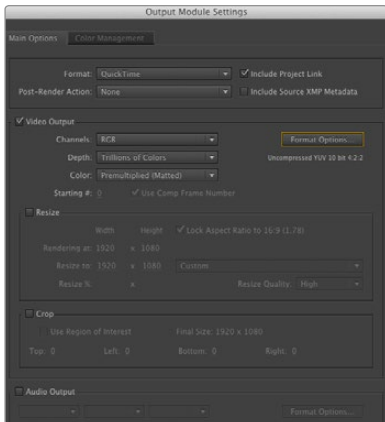 Output Module Settings
Main Options Color Management
Format: QuickTime Include Project Link
Post-Render Action: None Include Source XMP Metadata
Video Output
Channels: RGB Format Options...
Depth: Trillions of Colors Uncompressed YUV 10 bit 4:2:2
Color: Premultiplied (Matted)
Starting #: 0 Use Comp Frame Number
Resize
Width Height Lock Aspect Ratio to 16:9 (1.78)
Rendering at: 1920 x 1080
Resize to: 1920 x 1080 Custom
Resize % x Resize Quality: High
Crop
Use Region of Interest Final Size: 1920 x 1080
Top: 0 Left: 0 Bottom: 0 Right: 0
Audio Output
Format Options...